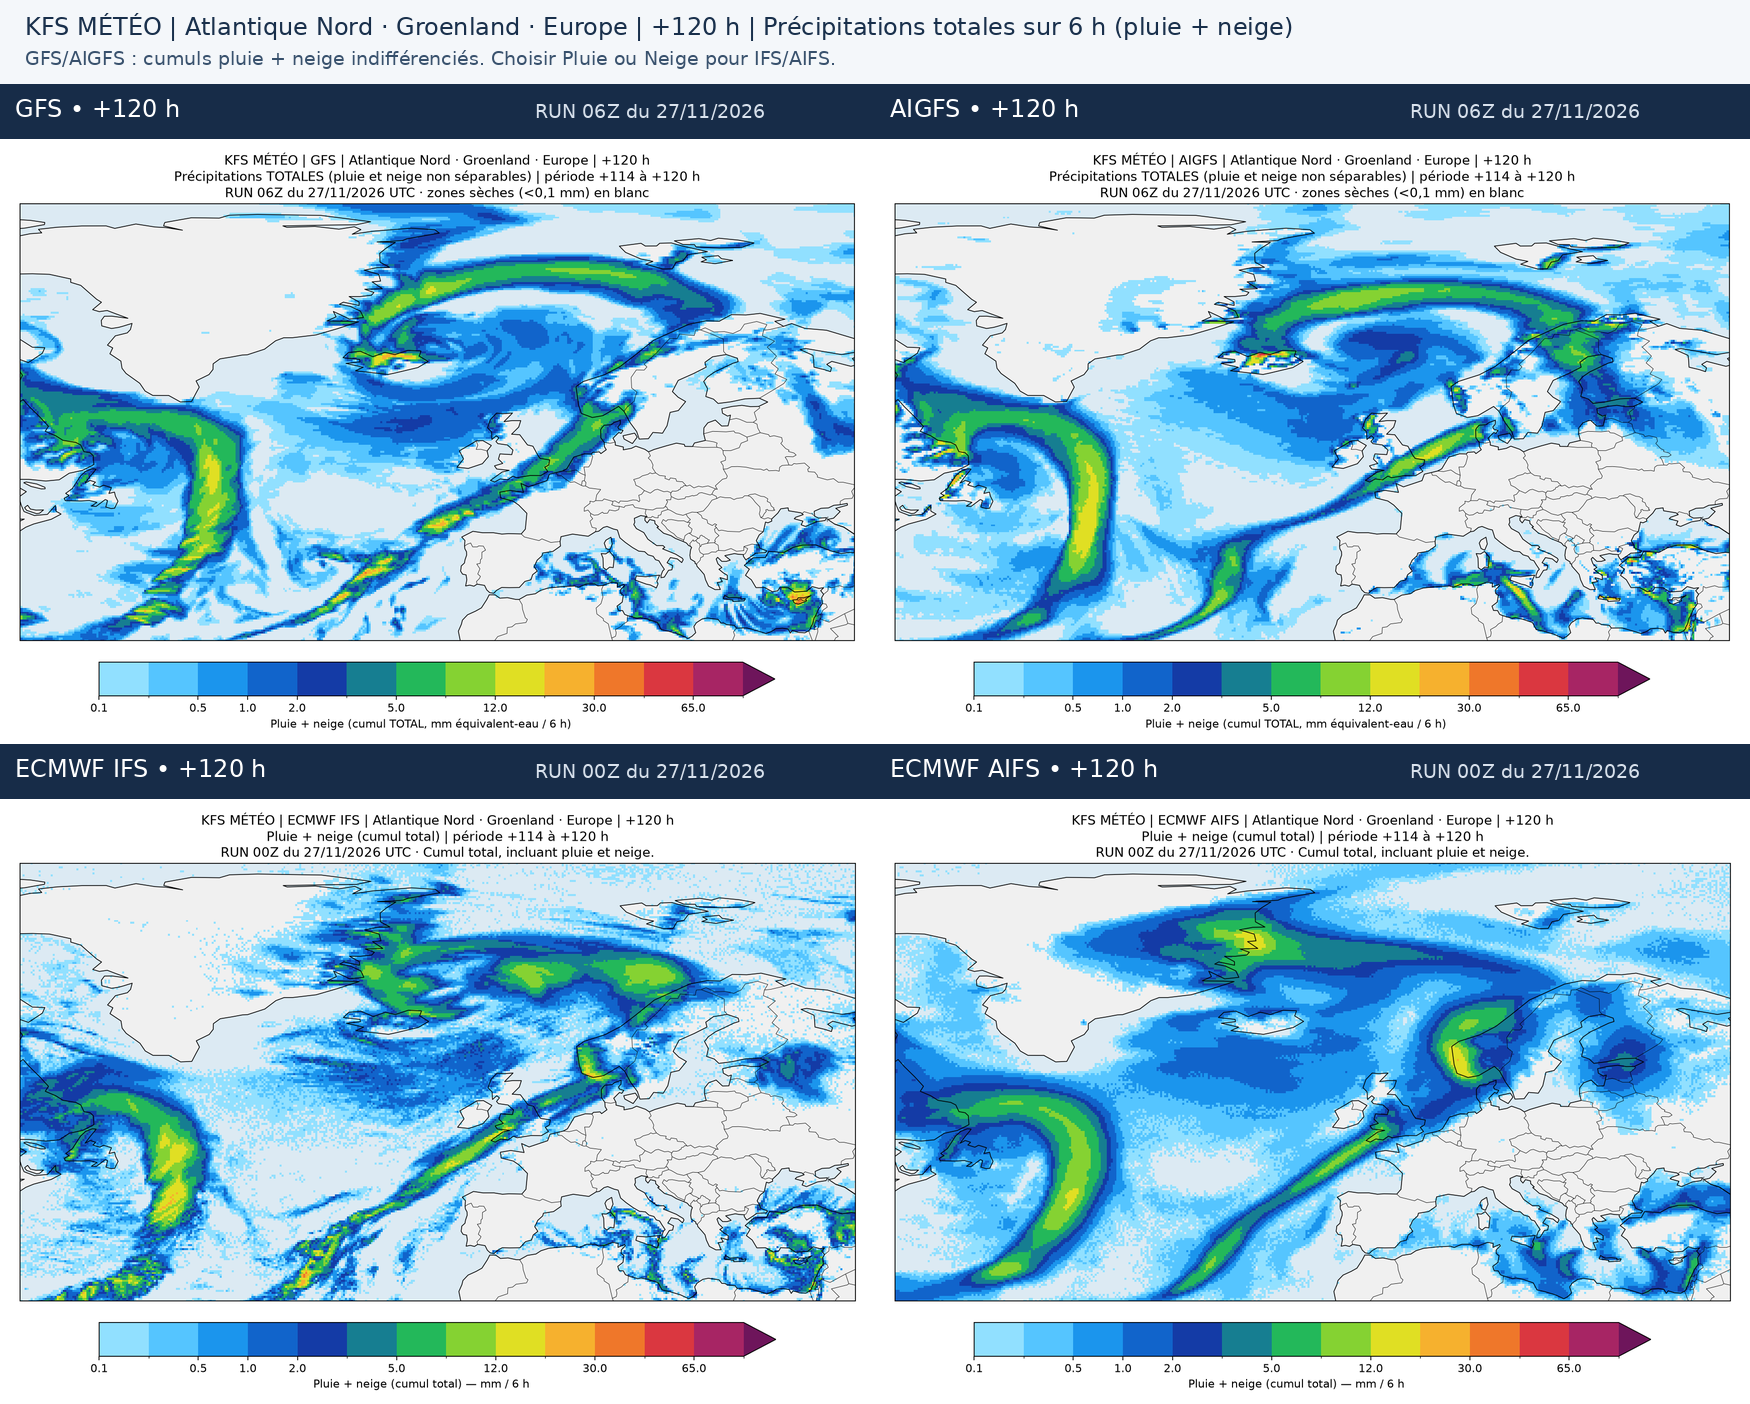 KFS MÉTÉO | Atlantique Nord · Groenland · Europe | +120 h | Précipitations totales sur 6 h (pluie + neige)
GFS/AIGFS : cumuls pluie + neige indifférenciés. Choisir Pluie ou Neige pour IFS/AIFS.
GFS • +120 h
RUN 06Z du 27/11/2026
AIGFS • +120 h
RUN 06Z du 27/11/2026
KFS MÉTÉO | GFS | Atlantique Nord · Groenland · Europe | +120 h
Précipitations TOTALES (pluie et neige non séparables) | période +114 à +120 h
RUN 06Z du 27/11/2026 UTC · zones sèches (<0,1 mm) en blanc
KFS MÉTÉO | AIGFS | Atlantique Nord · Groenland · Europe | +120 h
Précipitations TOTALES (pluie et neige non séparables) | période +114 à +120 h
RUN 06Z du 27/11/2026 UTC · zones sèches (<0,1 mm) en blanc
0.1 0.5 1.0 2.0 5.0 12.0 30.0 65.0
Pluie + neige (cumul TOTAL, mm équivalent-eau / 6 h)
0.1 0.5 1.0 2.0 5.0 12.0 30.0 65.0
Pluie + neige (cumul TOTAL, mm équivalent-eau / 6 h)
ECMWF IFS • +120 h
RUN 00Z du 27/11/2026
ECMWF AIFS • +120 h
RUN 00Z du 27/11/2026
KFS MÉTÉO | ECMWF IFS | Atlantique Nord · Groenland · Europe | +120 h
Pluie + neige (cumul total) | période +114 à +120 h
RUN 00Z du 27/11/2026 UTC · Cumul total, incluant pluie et neige.
KFS MÉTÉO | ECMWF AIFS | Atlantique Nord · Groenland · Europe | +120 h
Pluie + neige (cumul total) | période +114 à +120 h
RUN 00Z du 27/11/2026 UTC · Cumul total, incluant pluie et neige.
0.1 0.5 1.0 2.0 5.0 12.0 30.0 65.0
Pluie + neige (cumul total) — mm / 6 h
0.1 0.5 1.0 2.0 5.0 12.0 30.0 65.0
Pluie + neige (cumul total) — mm / 6 h